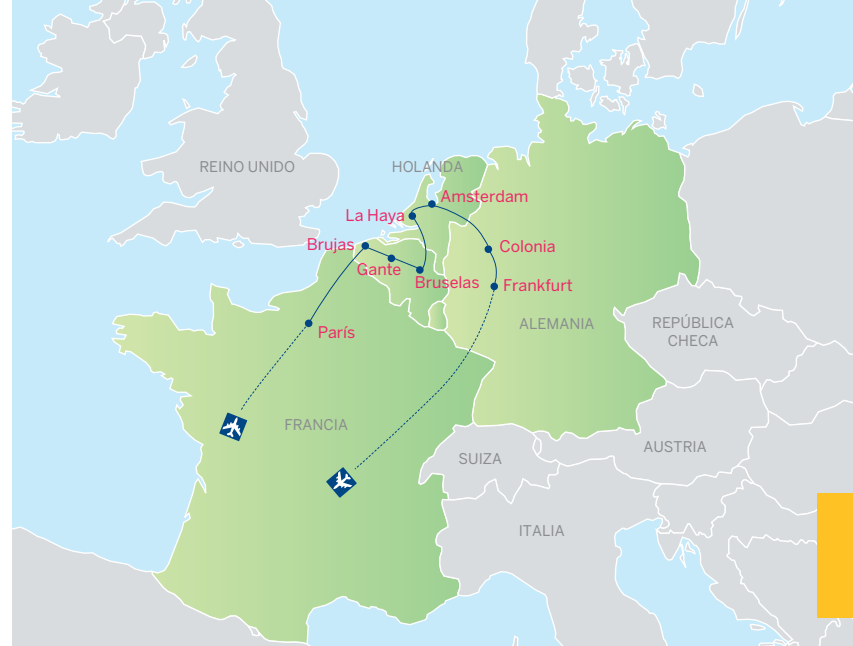 REINO UNIDO
HOLANDA
Amsterdam
La Haya
Brujas
Colonia
Gante
Bruselas
Frankfurt
París
ALEMANIA
REPÚBLICA
CHECA
FRANCIA
AUSTRIA
SUIZA
ITALIA